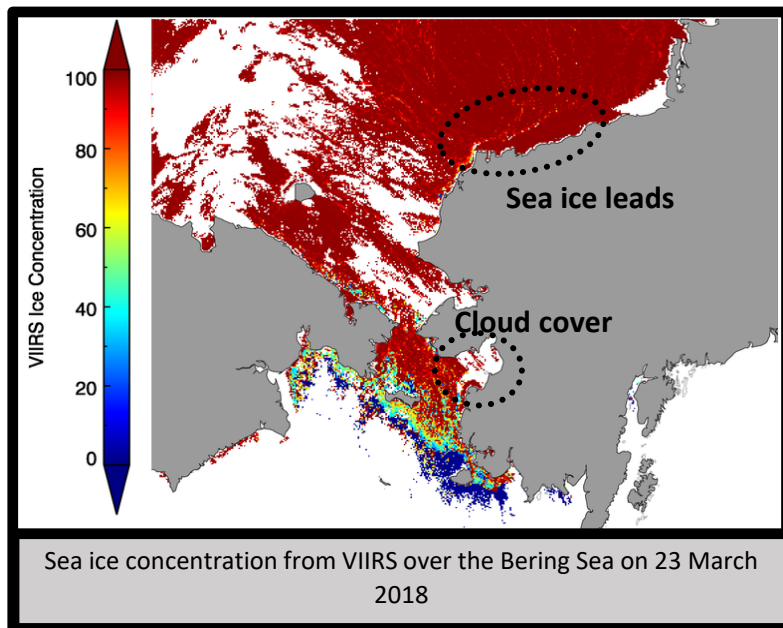 100
80
60
40
20
0
VIIRS Ice Concentration
Sea ice leads
Cloud cover
Sea ice concentration from VIIRS over the Bering Sea on 23 March
2018